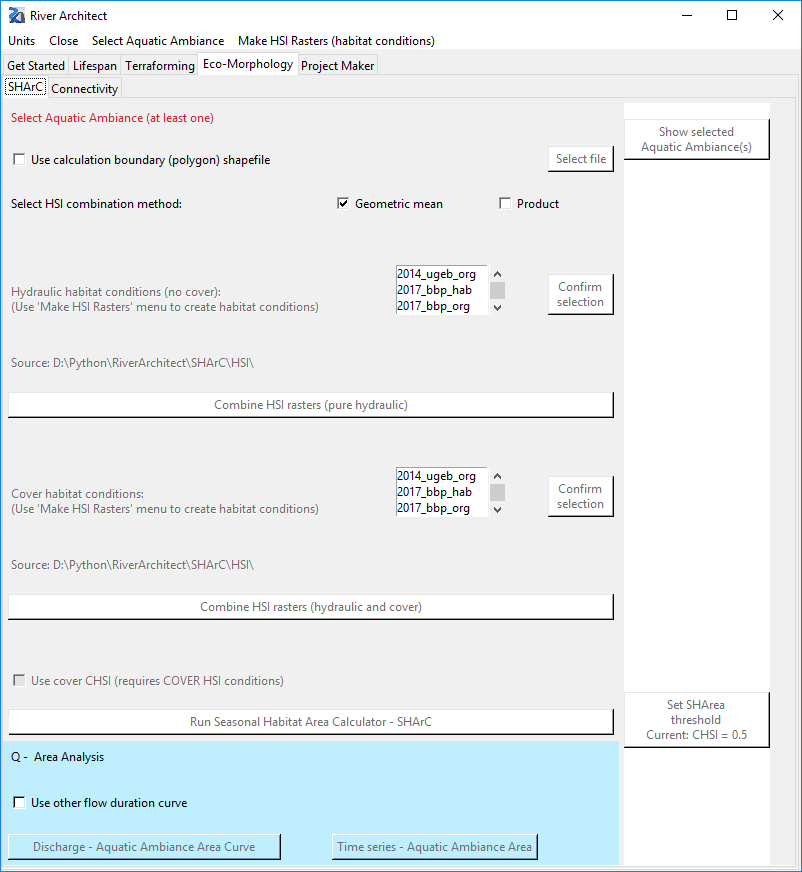 River Architect
Units Close Select Aquatic Ambiance Make HSI Rasters (habitat conditions)
Get Started Lifespan Terraforming Eco-Morphology Project Maker
SHArC Connectivity
Select Aquatic Ambiance (at least one)
Show selected
Aquatic Ambiance(s)
Use calculation boundary (polygon) shapefile
Select file
Select HSI combination method:
Geometric mean
Product
Hydraulic habitat conditions (no cover):
(Use 'Make HSI Rasters' menu to create habitat conditions)
2014_ugeb_org
2017_bbp_hab
2017_bbp_org
Confirm
selection
Source: D:\Python\RiverArchitect\SHArC\HSI\
Combine HSI rasters (pure hydraulic)
Cover habitat conditions:
(Use 'Make HSI Rasters' menu to create habitat conditions)
2014_ugeb_org
2017_bbp_hab
2017_bbp_org
Confirm
selection
Source: D:\Python\RiverArchitect\SHArC\HSI\
Combine HSI rasters (hydraulic and cover)
Use cover CHSI (requires COVER HSI conditions)
Run Seasonal Habitat Area Calculator - SHArC
Set SHArea
threshold
Current: CHSI = 0.5
Q - Area Analysis
Use other flow duration curve
Discharge - Aquatic Ambiance Area Curve
Time series - Aquatic Ambiance Area